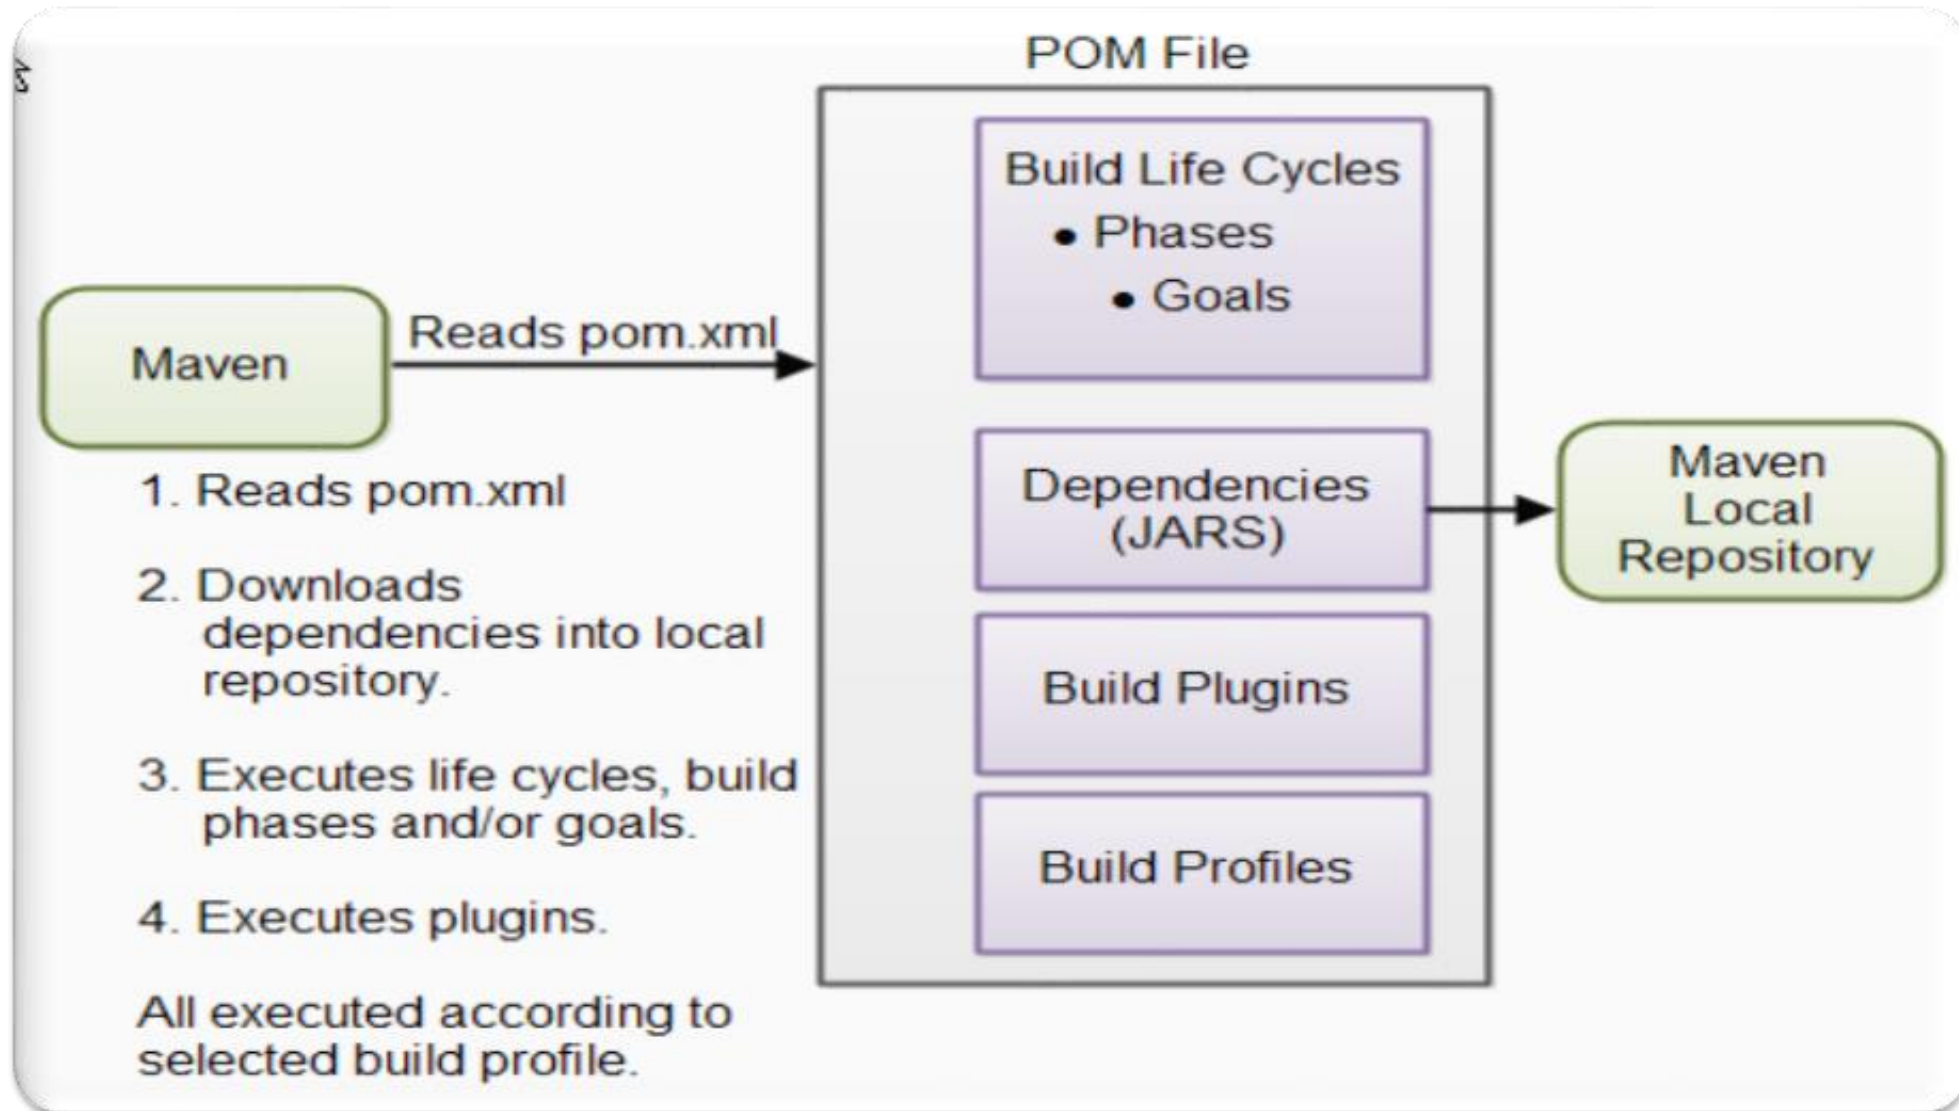 POM File
Build Life Cycles
• Phases
• Goals
Maven
Reads pom.xml
Dependencies
(JARS)
Maven
Local
Repository
Build Plugins
Build Profiles
1. Reads pom.xml
2. Downloads
dependencies into local
repository.
3. Executes life cycles, build
phases and/or goals.
4. Executes plugins.
All executed according to
selected build profile.